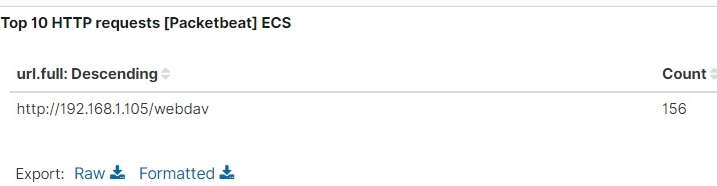 Top 10 HTTP requests [Packetbeat] ECS
url.full: Descending Count
http://192.168.1.105/webdav 156
Export: Raw Formatted